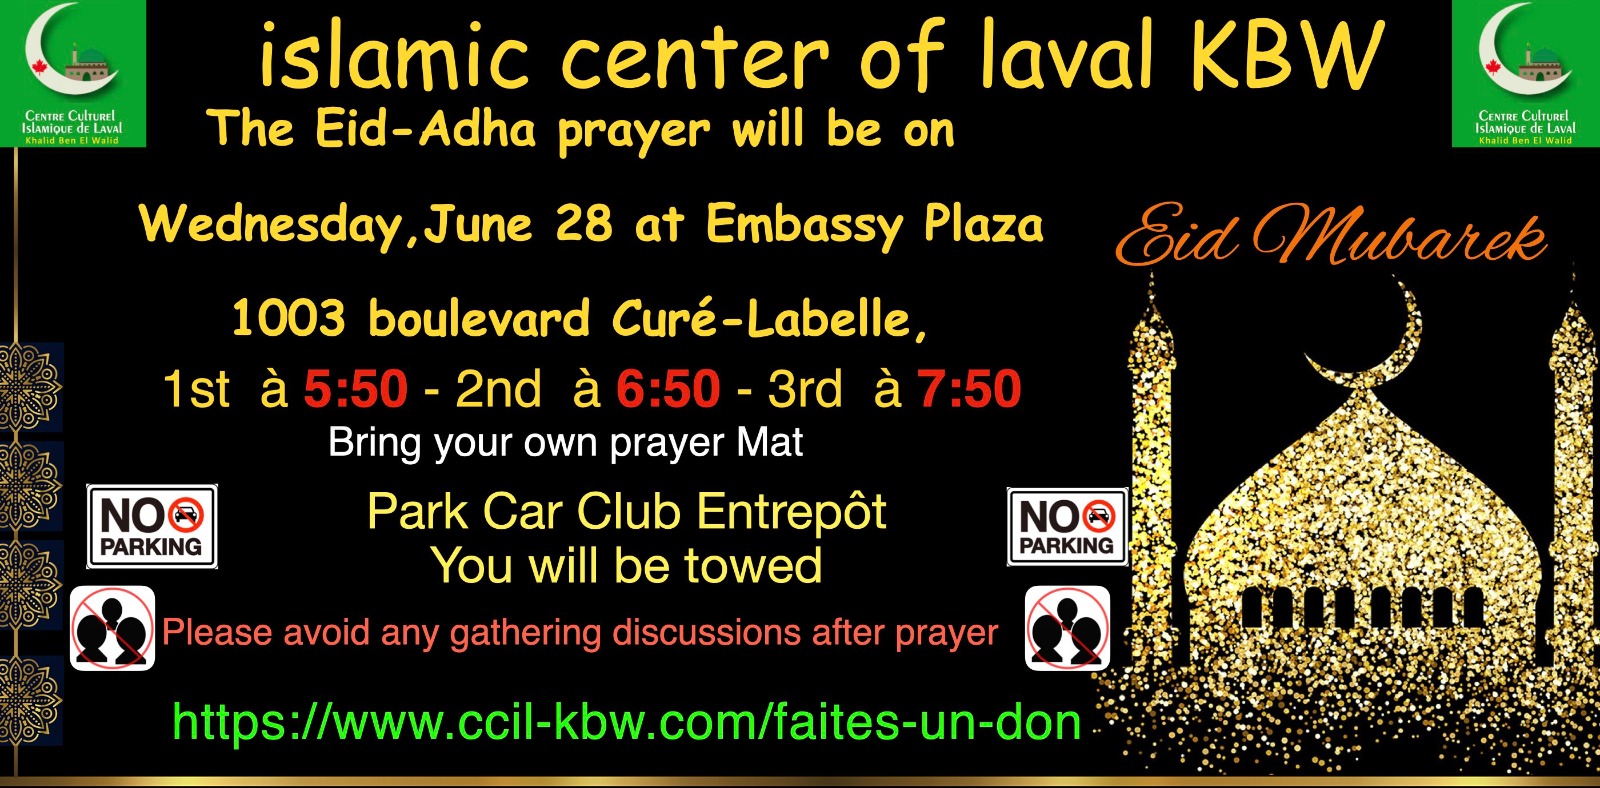 islamic center of laval KBW
CENTRE CULTUREL
ISLAMIQUE DE LAVAL
Khalid Ben El Walid
CENTRE CULTUREL
ISLAMIQUE DE LAVAL
Khalid Ben El Walid
The Eid-Adha prayer will be on
Wednesday,June 28 at Embassy Plaza
Eid Mubarek
1003 boulevard Curé-Labelle,
1st à 5:50 - 2nd à 6:50 - 3rd à 7:50
Bring your own prayer Mat
NO
PARKING
Park Car Club Entrepôt
You will be towed
NO
PARKING
Please avoid any gathering discussions after prayer
https://www.ccil-kbw.com/faites-un-don